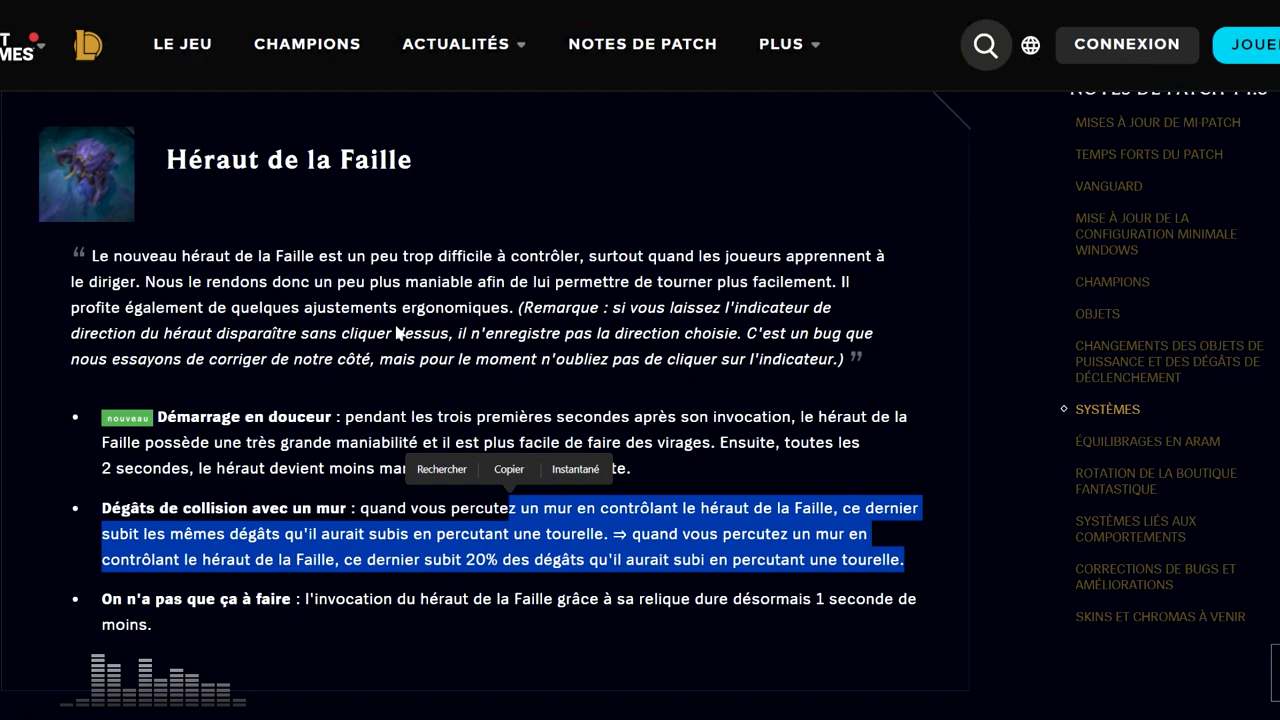 T
MES
LE JEU
CHAMPIONS
ACTUALITÉS
NOTES DE PATCH
PLUS
CONNEXION
JOUE
Héraut de la Faille
“ Le nouveau héraut de la Faille est un peu trop difficile à contrôler, surtout quand les joueurs apprennent à
le diriger. Nous le rendons donc un peu plus maniable afin de lui permettre de tourner plus facilement. Il
profite également de quelques ajustements ergonomiques. (Remarque : si vous laissez l'indicateur de
direction du héraut disparaître sans cliquer dessus, il n'enregistre pas la direction choisie. C'est un bug que
nous essayons de corriger de notre côté, mais pour le moment n'oubliez pas de cliquer sur l'indicateur.) ”
• nouveau Démarrage en douceur : pendant les trois premières secondes après son invocation, le héraut de la
Faille possède une très grande maniabilité et il est plus facile de faire des virages. Ensuite, toutes les
2 secondes, le héraut devient moins mar te.
Rechercher Copier Instantané
• Dégâts de collision avec un mur : quand vous percutez un mur en contrôlant le héraut de la Faille, ce dernier
subit les mêmes dégâts qu'il aurait subis en percutant une tourelle. ⇒ quand vous percutez un mur en
contrôlant le héraut de la Faille, ce dernier subit 20% des dégâts qu'il aurait subi en percutant une tourelle.
• On n'a pas que ça à faire : l'invocation du héraut de la Faille grâce à sa relique dure désormais 1 seconde de
moins.
MISES À JOUR DE MI-PATCH
TEMPS FORTS DU PATCH
VANGUARD
MISE À JOUR DE LA
CONFIGURATION MINIMALE
WINDOWS
CHAMPIONS
OBJETS
CHANGEMENTS DES OBJETS DE
PUISSANCE ET DES DÉGÂTS DE
DÉCLENCHEMENT
SYSTÈMES
ÉQUILIBRAGES EN ARAM
ROTATION DE LA BOUTIQUE
FANTASTIQUE
SYSTÈMES LIÉS AUX
COMPORTEMENTS
CORRECTIONS DE BUGS ET
AMÉLIORATIONS
SKINS ET CHROMAS À VENIR